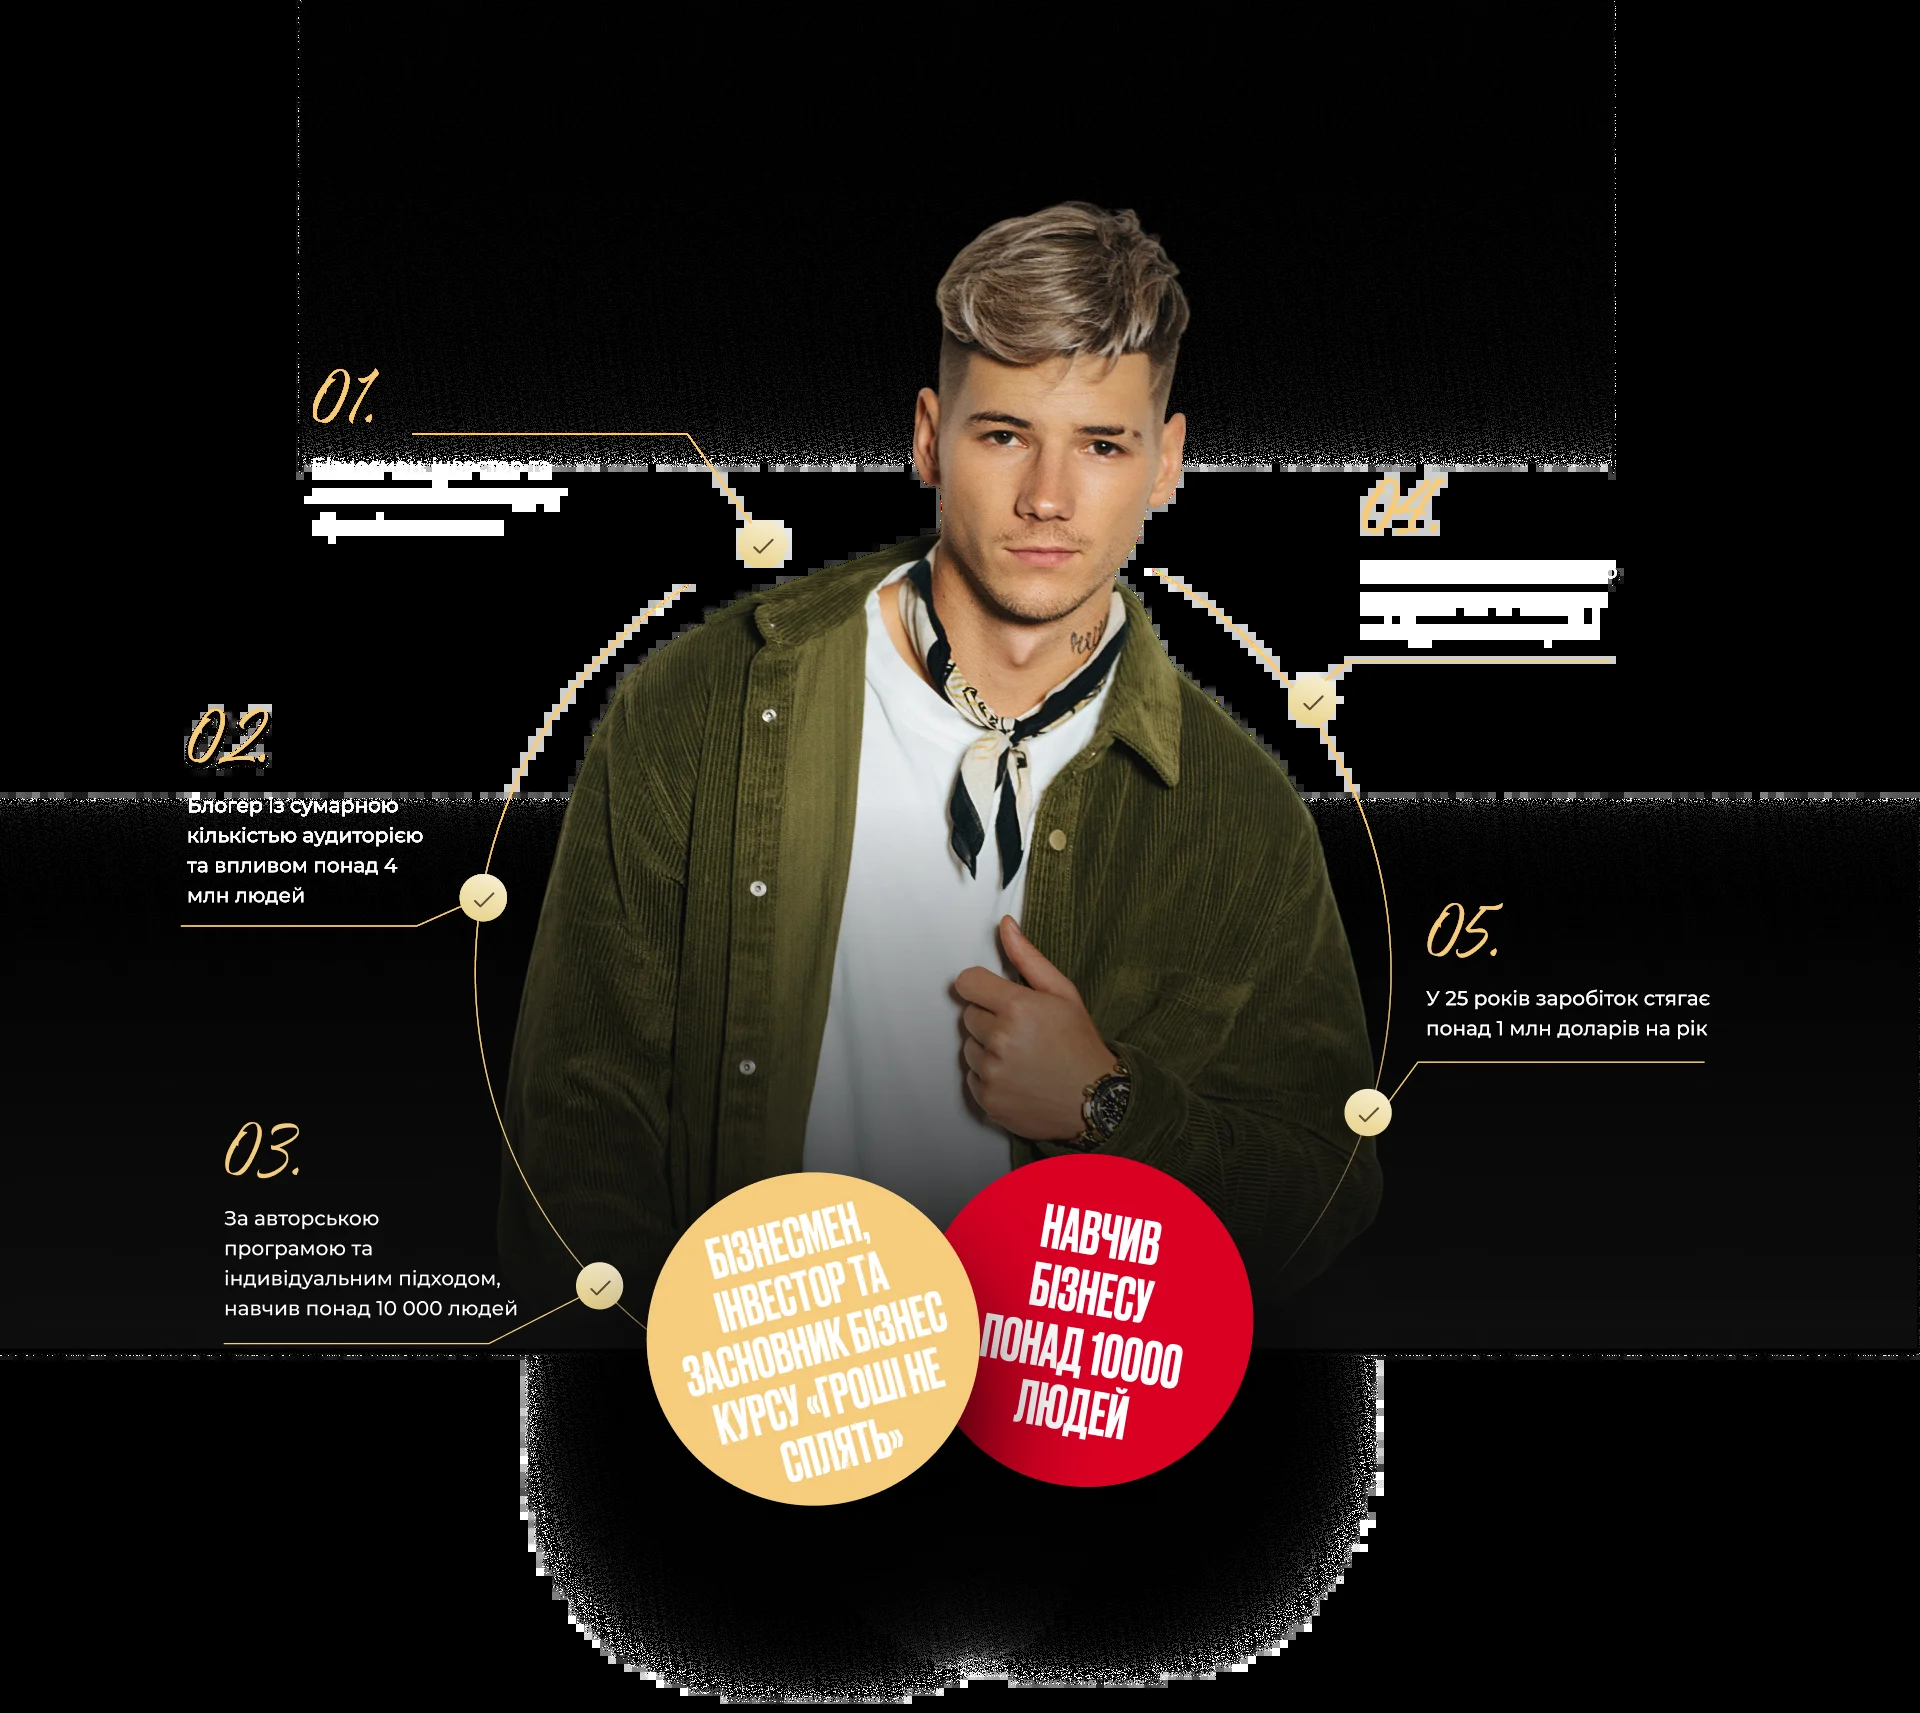 01.
02.
Блогер із сумарною
кількістю аудиторією
та впливом понад 4
млн людей
03.
За авторською
програмою та
індивідуальним підходом,
навчив понад 10 000 людей
04.
05.
У 25 років заробіток стягає
понад 1 млн доларів на рік
БІЗНЕСМЕН,
ІНВЕСТОР ТА
ЗАСНОВНИК БІЗНЕС
КУРСУ «ГРОШІ НЕ
СПЛЯТЬ»
НАВЧИВ
БІЗНЕСУ
ПОНАД 10000
ЛЮДЕЙ